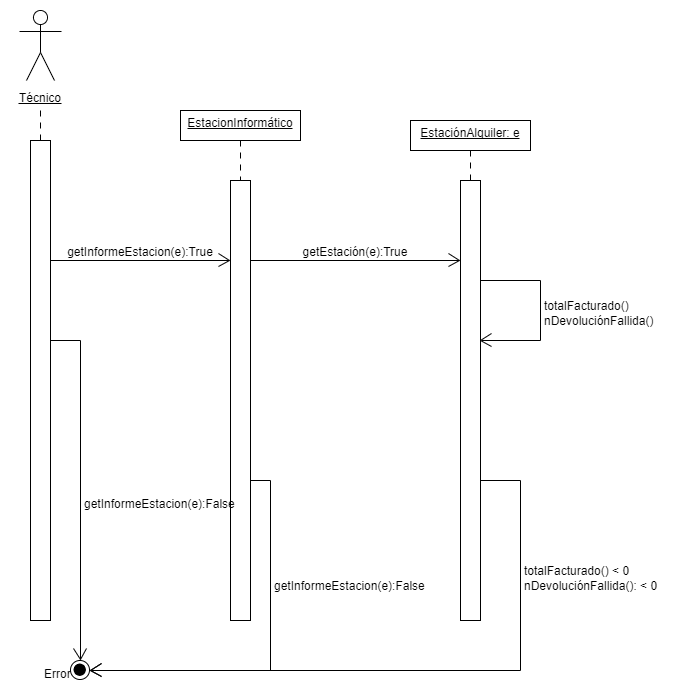 Técnico
EstacionInformático
EstaciónAlquiler: e
getInformeEstacion(e):True
getEstación(e):True
totalFacturado()
nDevoluciónFallida()
getInformeEstacion(e):False
totalFacturado() < 0
nDevoluciónFallida(): < 0
getInformeEstacion(e):False
Error